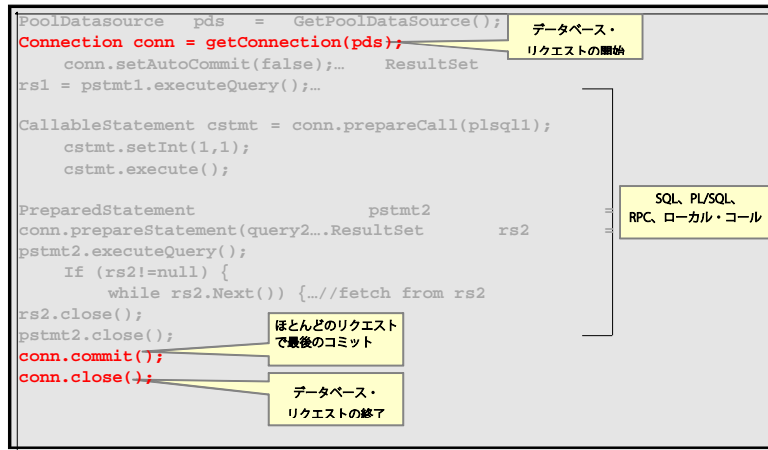 PoolDatasource pds = GetPoolDataSource();
Connection conn = getConnection(pds);
データベース・
リクエストの開始
conn.setAutoCommit(false);… ResultSet
rs1 = pstmt1.executeQuery();…
CallableStatement cstmt = conn.prepareCall(plsql1);
cstmt.setInt(1,1);
cstmt.execute();
SQL、PL/SQL、
RPC、ローカル・コール
PreparedStatement pstmt2 =
conn.prepareStatement(query2….ResultSet rs2 =
pstmt2.executeQuery();
If (rs2!=null) {
while rs2.Next()) {…//fetch from rs2
rs2.close();
pstmt2.close();
ほとんどのリクエスト
で最後のコミット
conn.commit();
conn.close();
データベース・
リクエストの終了